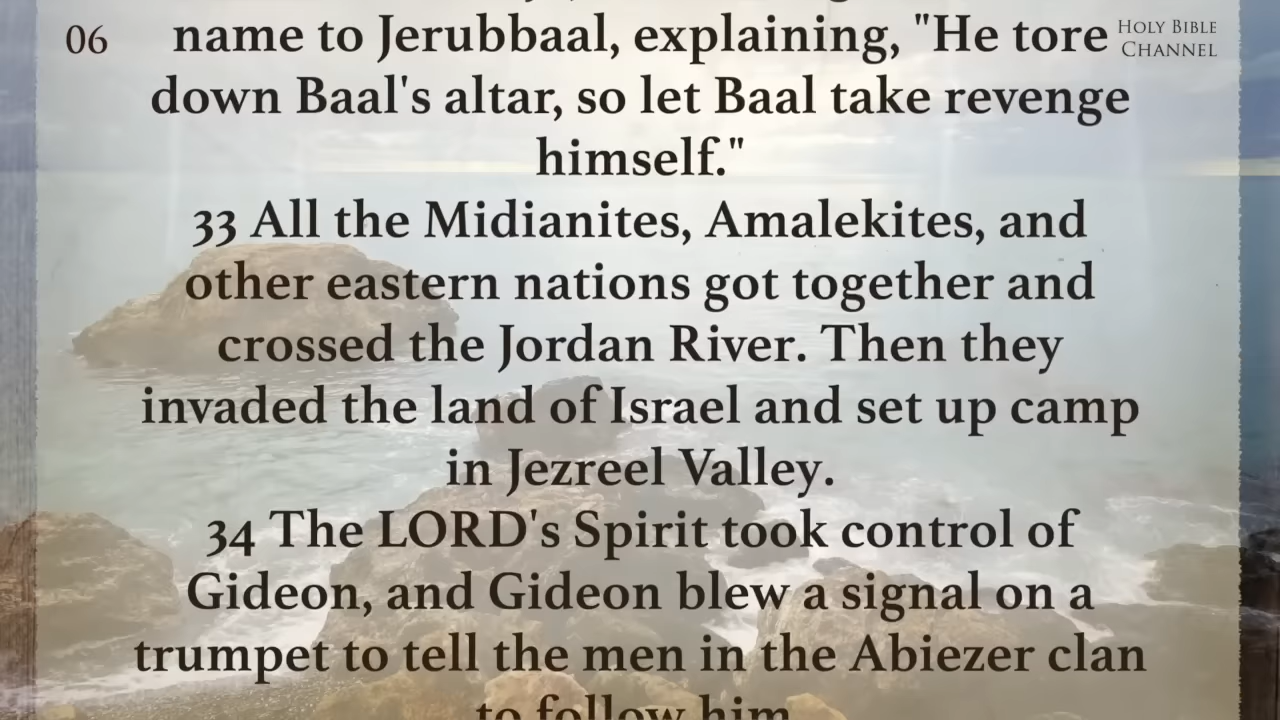 06
HOLY BIBLE
CHANNEL
name to Jerubbaal, explaining, "He tore
down Baal's altar, so let Baal take revenge
himself."
33 All the Midianites, Amalekites, and
other eastern nations got together and
crossed the Jordan River. Then they
invaded the land of Israel and set up camp
in Jezreel Valley.
34 The LORD's Spirit took control of
Gideon, and Gideon blew a signal on a
trumpet to tell the men in the Abiezer clan
to follow him